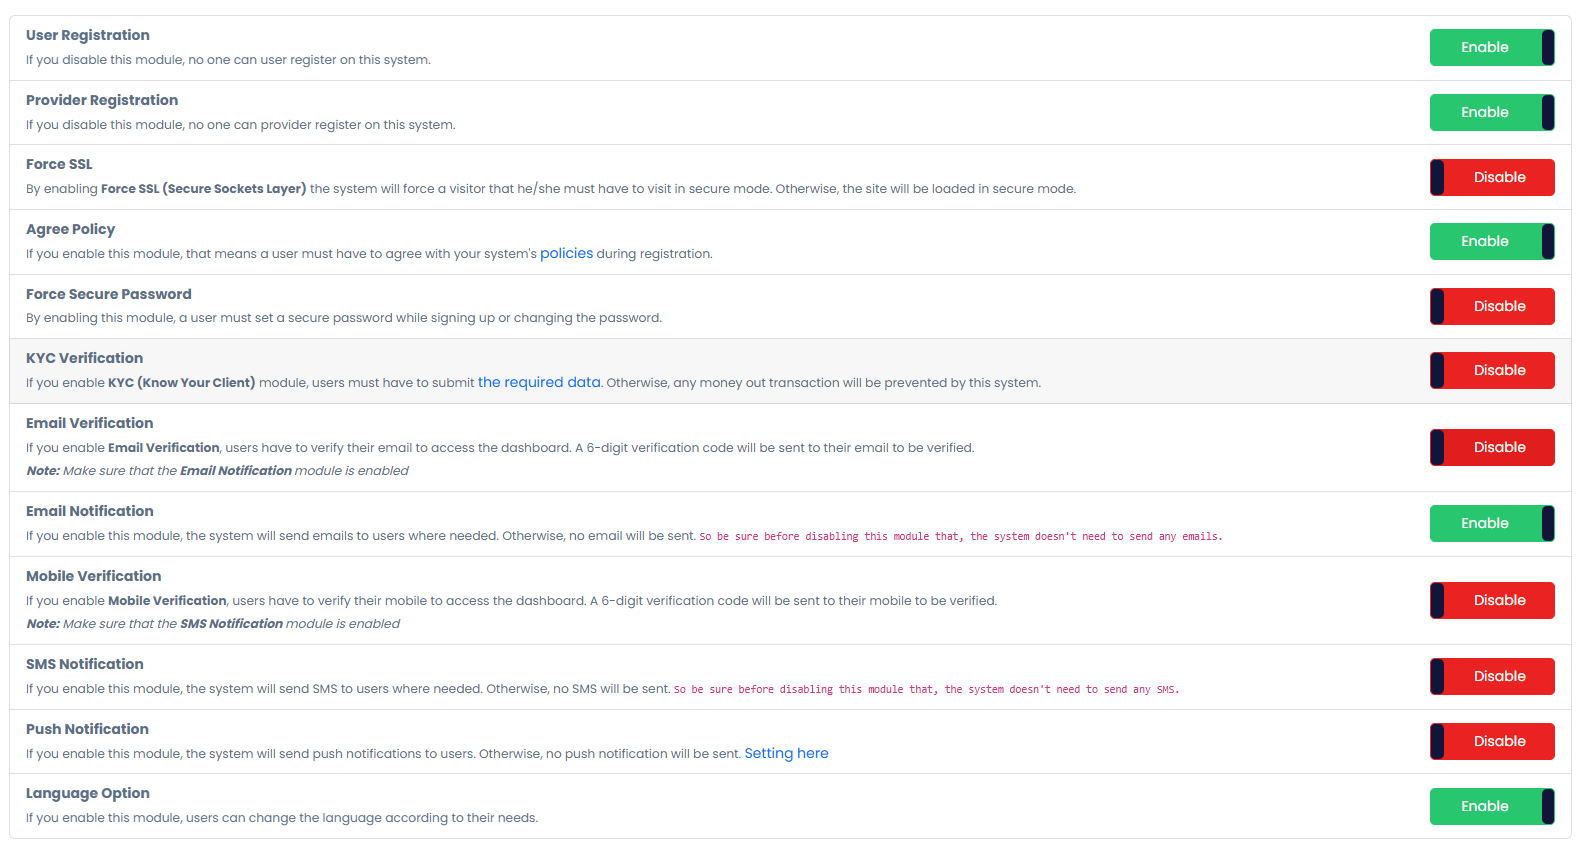 User Registration
If you disable this module, no one can user register on this system.
Enable
Provider Registration
If you disable this module, no one can provider register on this system.
Enable
Force SSL
By enabling Force SSL (Secure Sockets Layer) the system will force a visitor that he/she must have to visit in secure mode. Otherwise, the site will be loaded in secure mode.
Disable
Agree Policy
If you enable this module, that means a user must have to agree with your system's policies during registration.
Enable
Force Secure Password
By enabling this module, a user must set a secure password while signing up or changing the password.
Disable
KYC Verification
If you enable KYC (Know Your Client) module, users must have to submit the required data. Otherwise, any money out transaction will be prevented by this system.
Disable
Email Verification
If you enable Email Verification, users have to verify their email to access the dashboard. A 6-digit verification code will be sent to their email to be verified.
Note: Make sure that the Email Notification module is enabled
Disable
Email Notification
If you enable this module, the system will send emails to users where needed. Otherwise, no email will be sent. So be sure before disabling this module that, the system doesn't need to send any emails.
Enable
Mobile Verification
If you enable Mobile Verification, users have to verify their mobile to access the dashboard. A 6-digit verification code will be sent to their mobile to be verified.
Note: Make sure that the SMS Notification module is enabled
Disable
SMS Notification
If you enable this module, the system will send SMS to users where needed. Otherwise, no SMS will be sent. So be sure before disabling this module that, the system doesn't need to send any SMS.
Disable
Push Notification
If you enable this module, the system will send push notifications to users. Otherwise, no push notification will be sent. Setting here
Disable
Language Option
If you enable this module, users can change the language according to their needs.
Enable